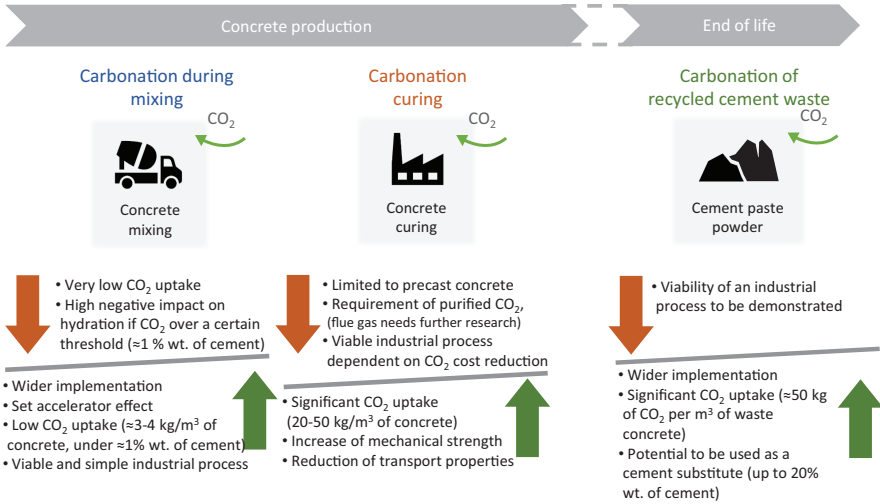 Concrete production
End of life
Carbonation during
mixing
CO₂
Concrete
mixing
• Very low CO₂ uptake
• High negative impact on
hydration if CO₂ over a certain
threshold (≈1 % wt. of cement)
• Wider implementation
• Set accelerator effect
• Low CO₂ uptake (≈3-4 kg/m³ of
concrete, under ≈1% wt. of cement)
• Viable and simple industrial process
Carbonation
curing
CO₂
Concrete
curing
• Limited to precast concrete
• Requirement of purified CO₂,
(flue gas needs further research)
• Viable industrial process
dependent on CO₂ cost reduction
• Significant CO₂ uptake
(20-50 kg/m³ of concrete)
• Increase of mechanical strength
• Reduction of transport properties
Carbonation of
recycled cement waste
CO₂
Cement paste
powder
• Viability of an industrial
process to be demonstrated
• Wider implementation
• Significant CO₂ uptake (≈50 kg
of CO₂ per m³ of waste
concrete)
• Potential to be used as a
cement substitute (up to 20%
wt. of cement)